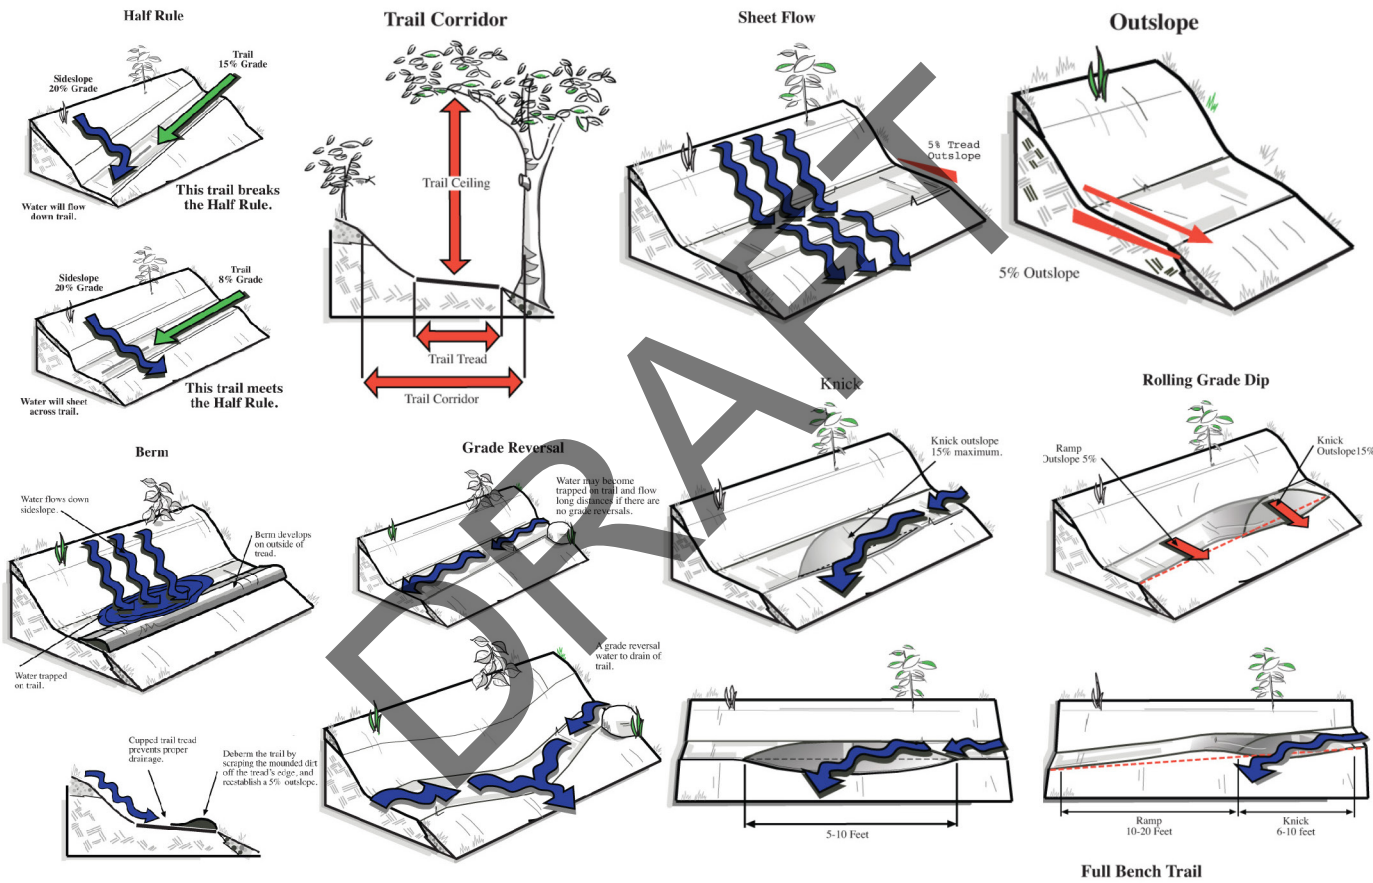 Half Rule
Sideslope
20% Grade
Trail
15% Grade
This trail breaks
the Half Rule.
Water will flow
down trail.
Sideslope
20% Grade
Trail
8% Grade
This trail meets
the Half Rule.
Water will sheet
across trail.
Trail Corridor
Trail Ceiling
Trail Tread
Trail Corridor
Sheet Flow
5% Tread
Outslope
Outslope
5% Outslope
Berm
Water flows down
sideslope.
Berm develops
on outside of
tread.
Water trapped
on trail.
Cupped trail tread
prevents proper
drainage.
Deberm the trail by
scraping the mounded dirt
off the tread's edge, and
reestablish a 5% outslope.
Grade Reversal
Water may become
trapped on trail and flow
long distances if there are
no grade reversals.
A grade reversal
water to drain of
trail.
Knick
Knick outslope
15% maximum.
5-10 Feet
Rolling Grade Dip
Ramp
Outslope 5%
Knick
Outslope15%
Ramp
10-20 Feet
Knick
6-10 feet
Full Bench Trail
DRAFT